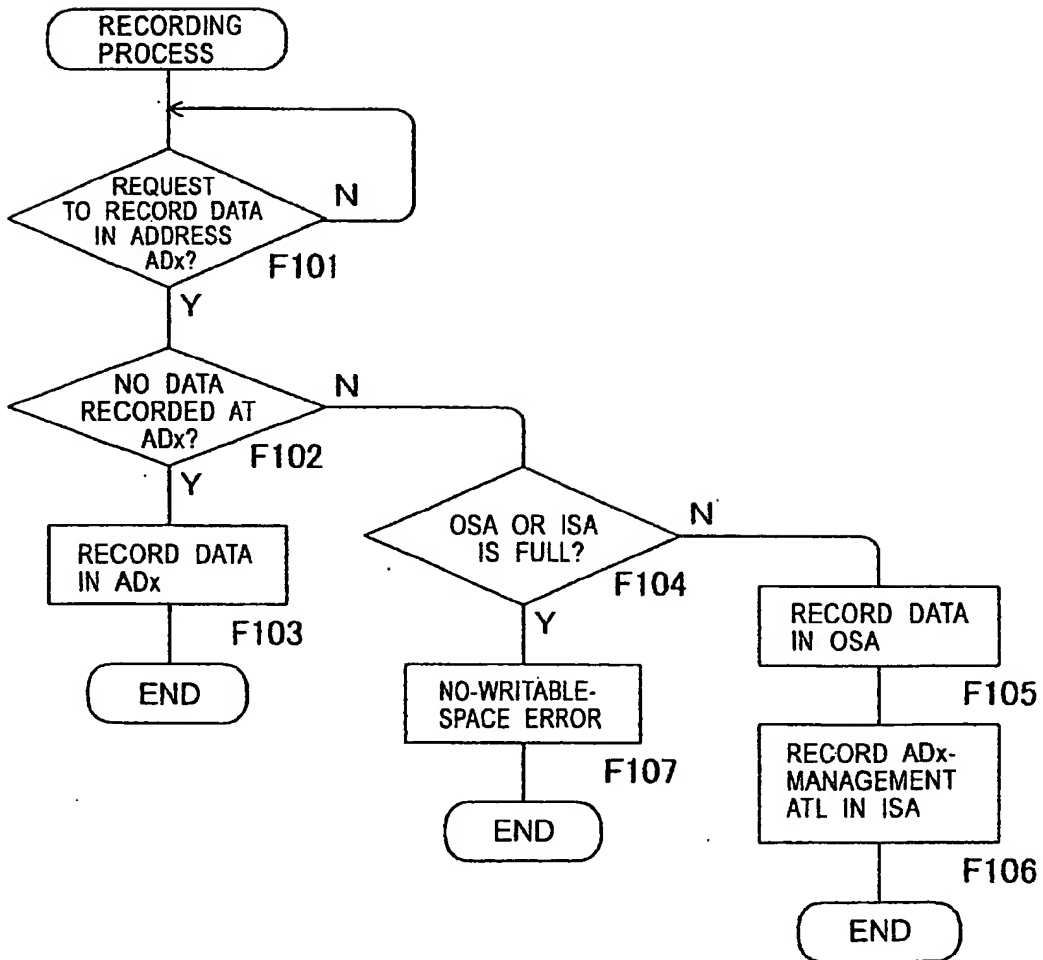 RECORDING
PROCESS
REQUEST
TO RECORD DATA
IN ADDRESS
ADx?
N
F101
Y
NO DATA
RECORDED AT
ADx?
N
F102
Y
RECORD DATA
IN ADx
F103
END
OSA OR ISA
IS FULL?
N
F104
Y
NO-WRITABLE-
SPACE ERROR
F107
END
RECORD DATA
IN OSA
F105
RECORD ADx-
MANAGEMENT
ATL IN ISA
F106
END